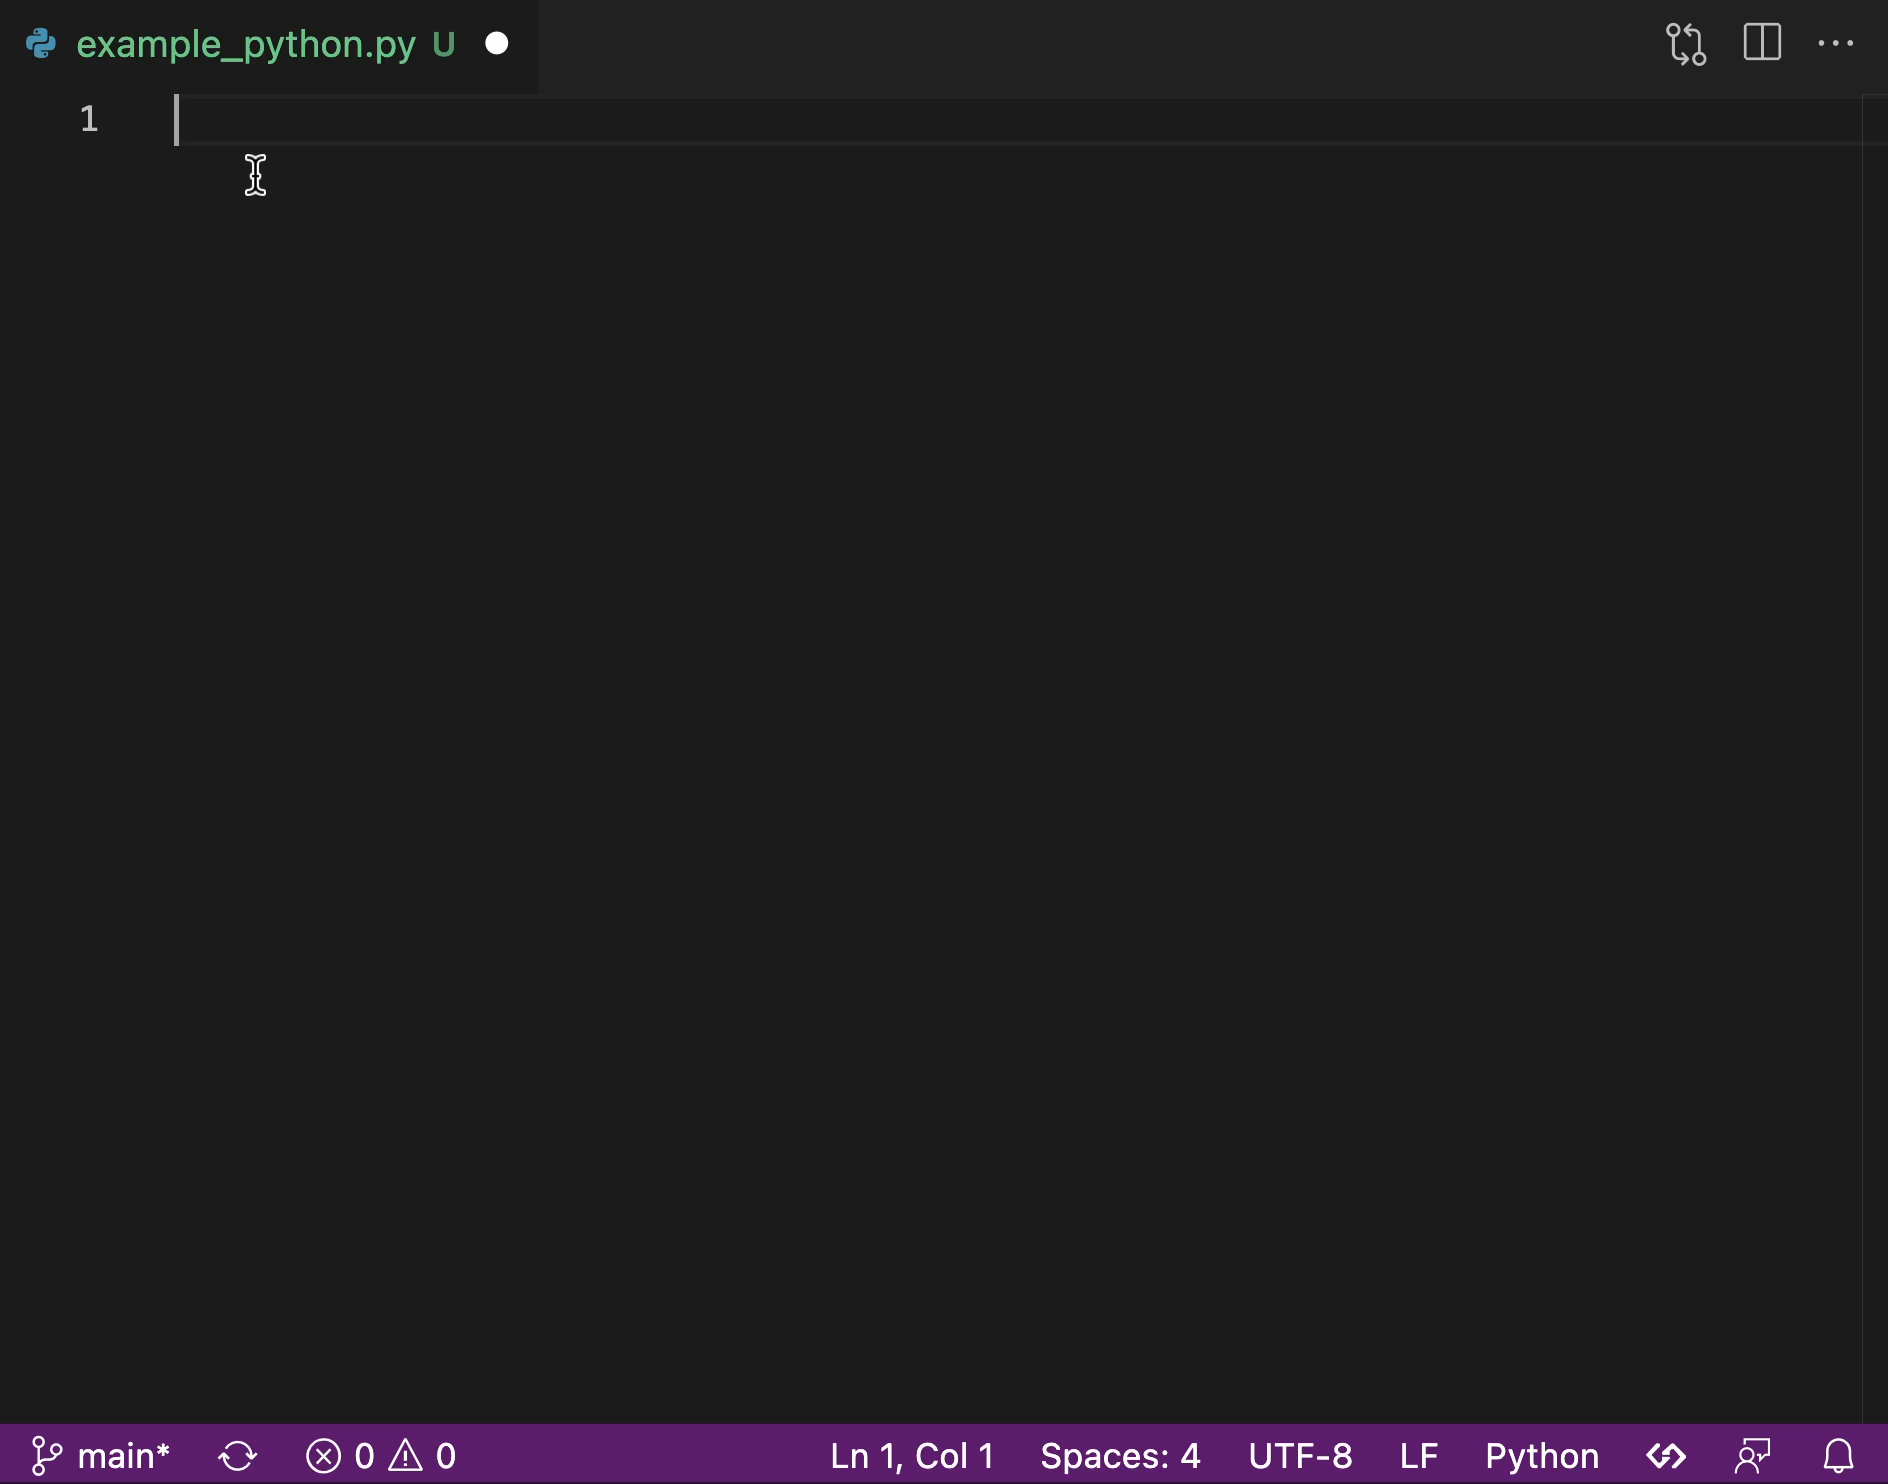 example_python.py U
1
main* 0 0 Ln 1, Col 1 Spaces: 4 UTF-8 LF Python